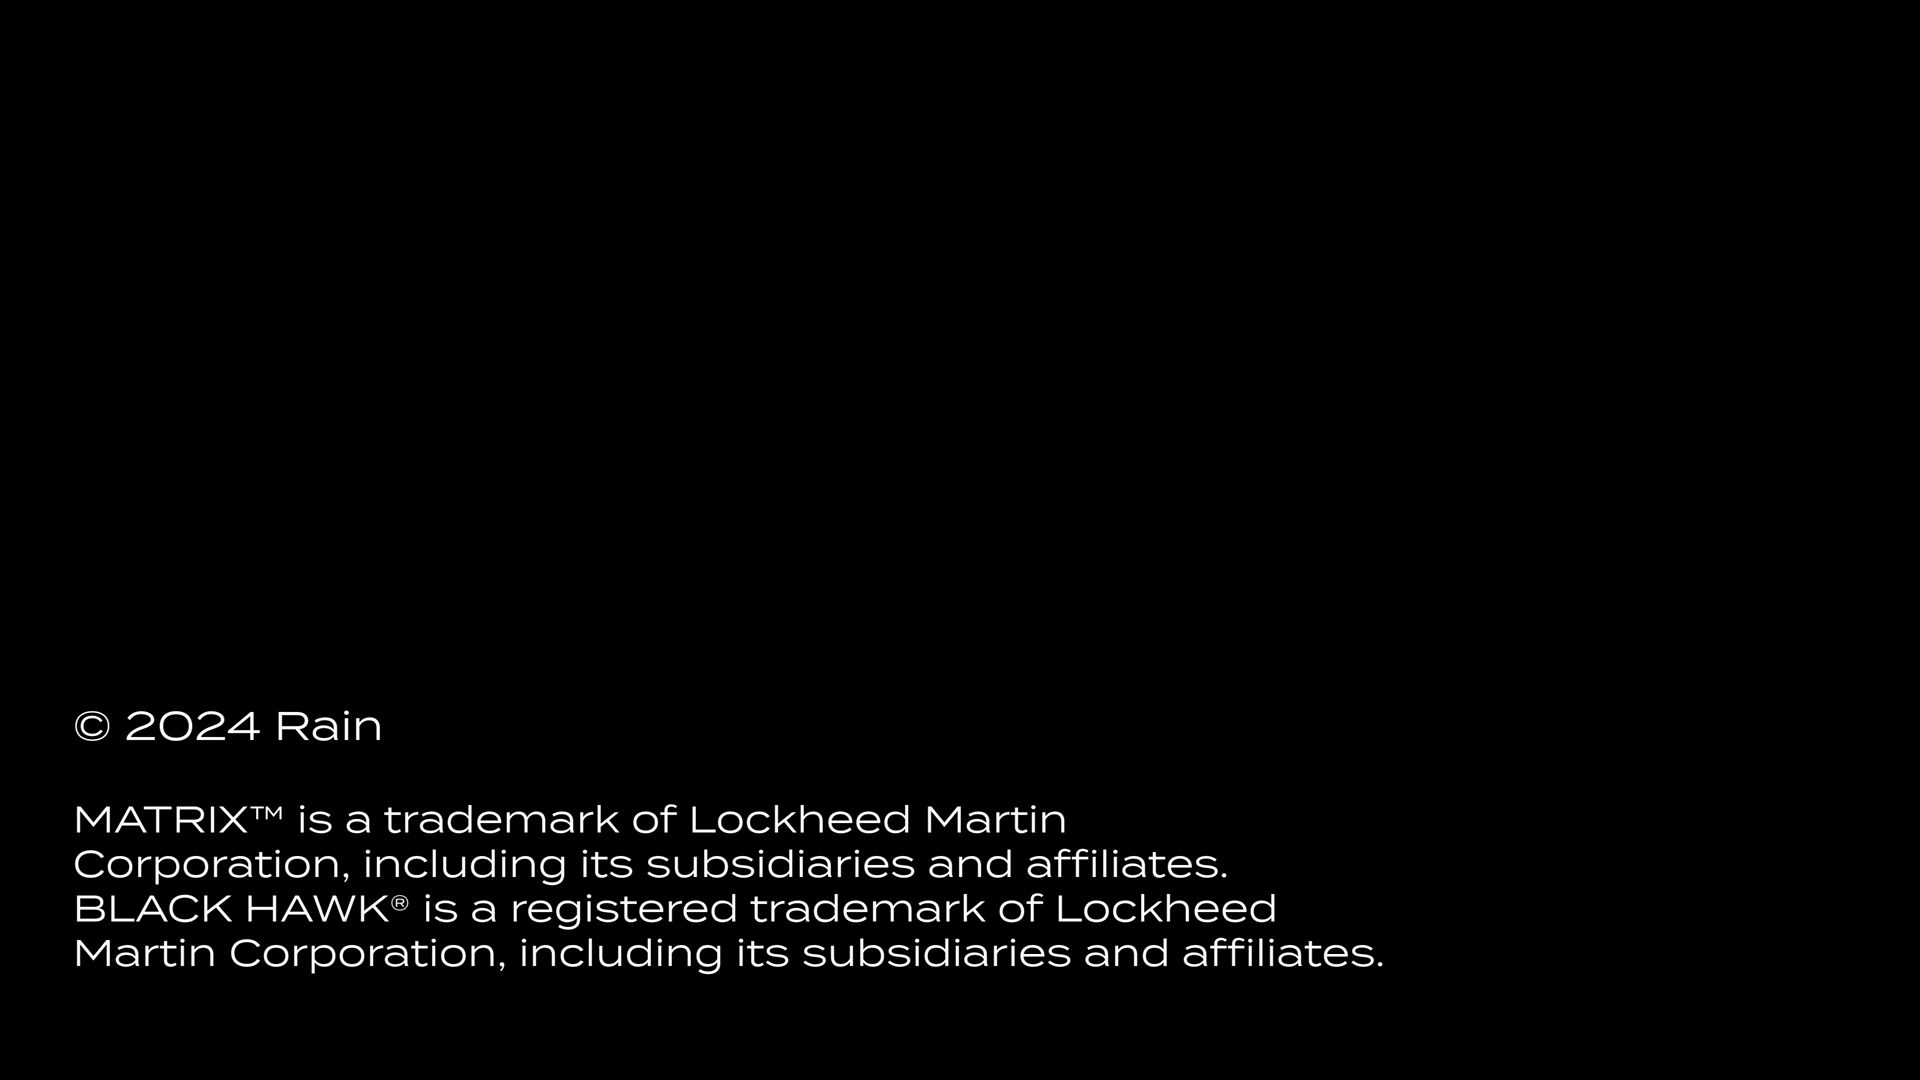 © 2024 Rain
MATRIX™ is a trademark of Lockheed Martin
Corporation, including its subsidiaries and affiliates.
BLACK HAWK® is a registered trademark of Lockheed
Martin Corporation, including its subsidiaries and affiliates.